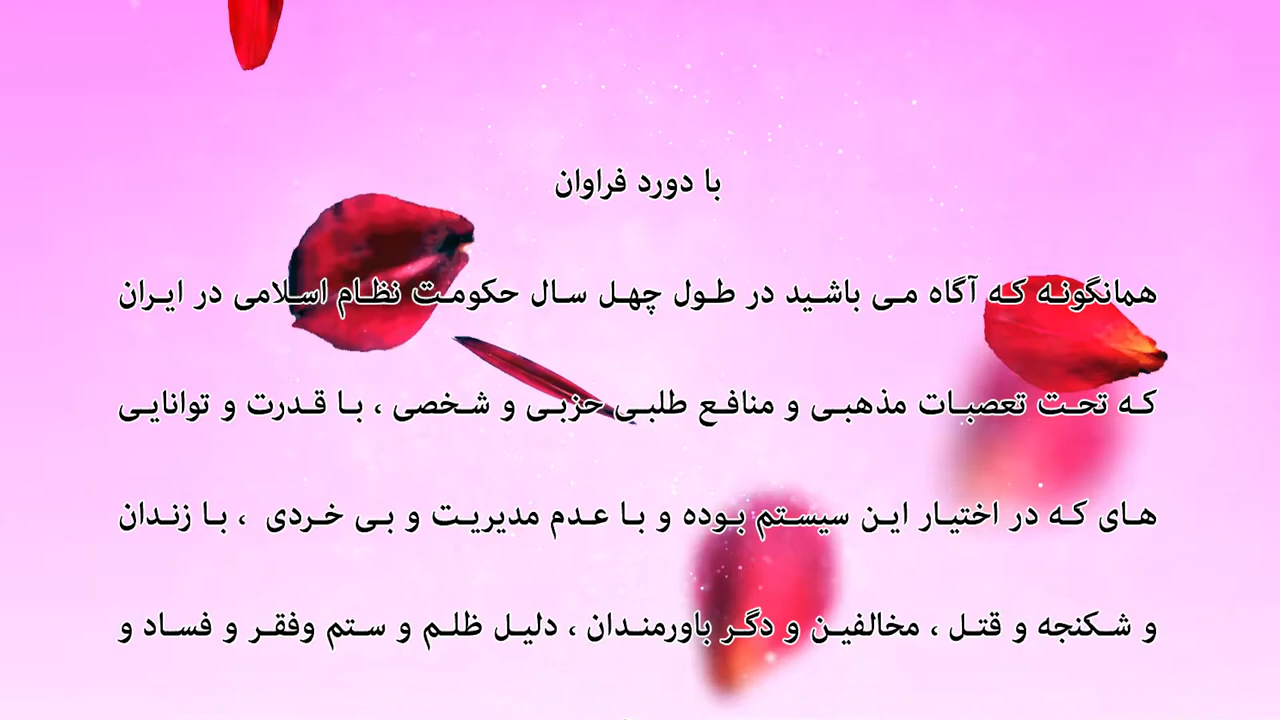 با دورد فراوان
همانگونه که آگاه می باشید در طول چهل سال حکومت نظام اسلامی در ایران
که تحت تعصبات مذهبی و منافع طلبی حزبی و شخصی ، با قدرت و توانایی
های که در اختیار این سیستم بوده و با عدم مدیریت و بی خردی ، با زندان
و شکنجه و قتل ، مخالفین و دگر باورمندان ، دلیل ظلم و ستم وفقر و فساد و